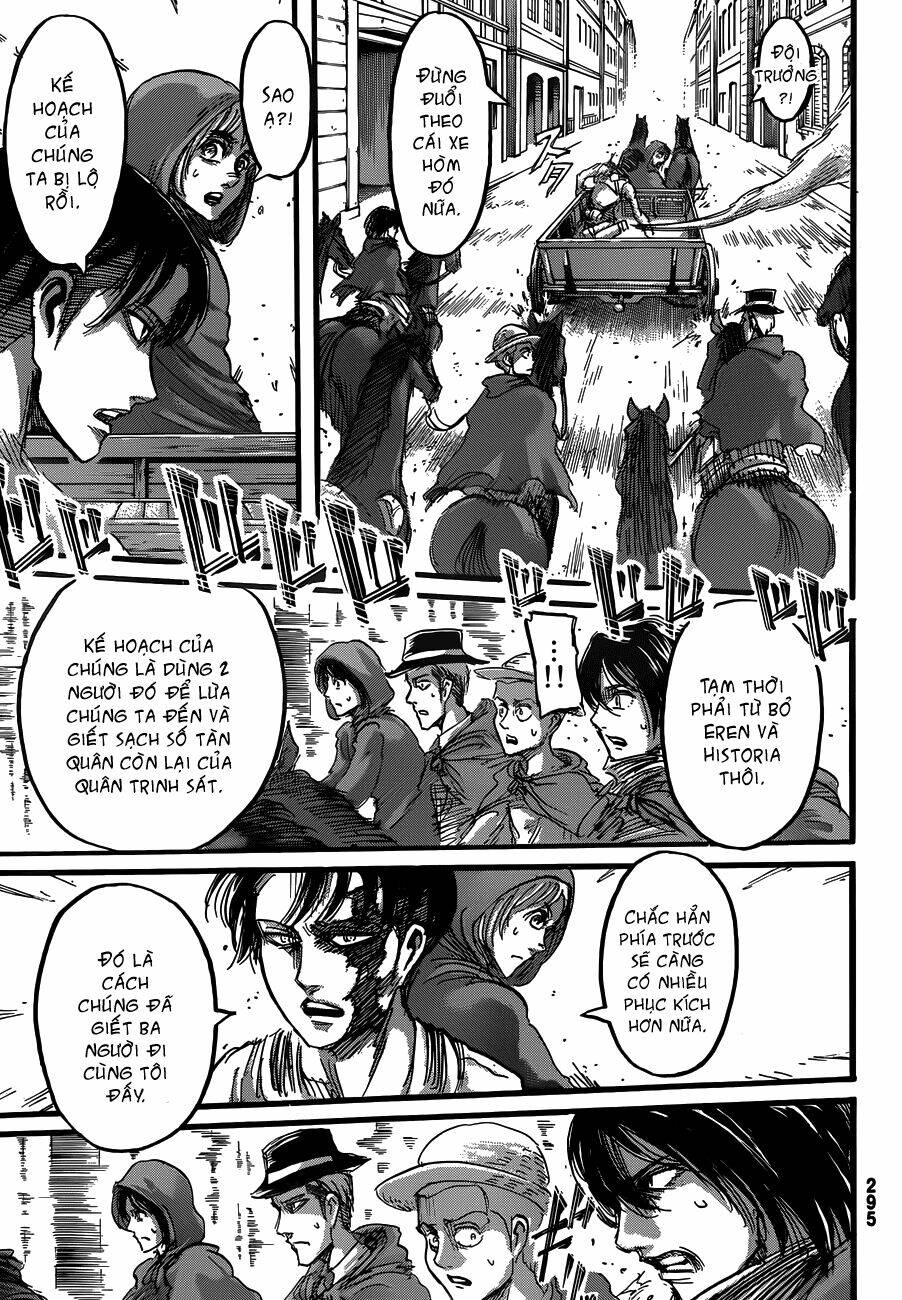 ĐỘI
TRƯỞNG
?!
ĐỪNG
ĐUỔI
THEO
CÁI XE
HÒM
ĐÓ
NỮA.
SAO
Ạ?!
KẾ
HOẠCH
CỦA
CHÚNG
TA BỊ LỘ
RỒI.
TẠM THỜI
PHẢI TỪ BỎ
EREN VÀ
HISTORIA
THÔI.
...!!
KẾ HOẠCH CỦA
CHÚNG LÀ DÙNG 2
NGƯỜI ĐÓ ĐỂ LỪA
CHÚNG TA ĐẾN VÀ
GIẾT SẠCH SỐ TÀN
QUÂN CÒN LẠI CỦA
QUÂN TRINH SÁT.
CHẮC HẲN
PHÍA TRƯỚC
SẼ CÀNG
CÓ NHIỀU
PHỤC KÍCH
HƠN NỮA.
ĐÓ LÀ
CÁCH
CHÚNG ĐÃ
GIẾT BA
NGƯỜI ĐI
CÙNG TÔI
ĐẤY.
295